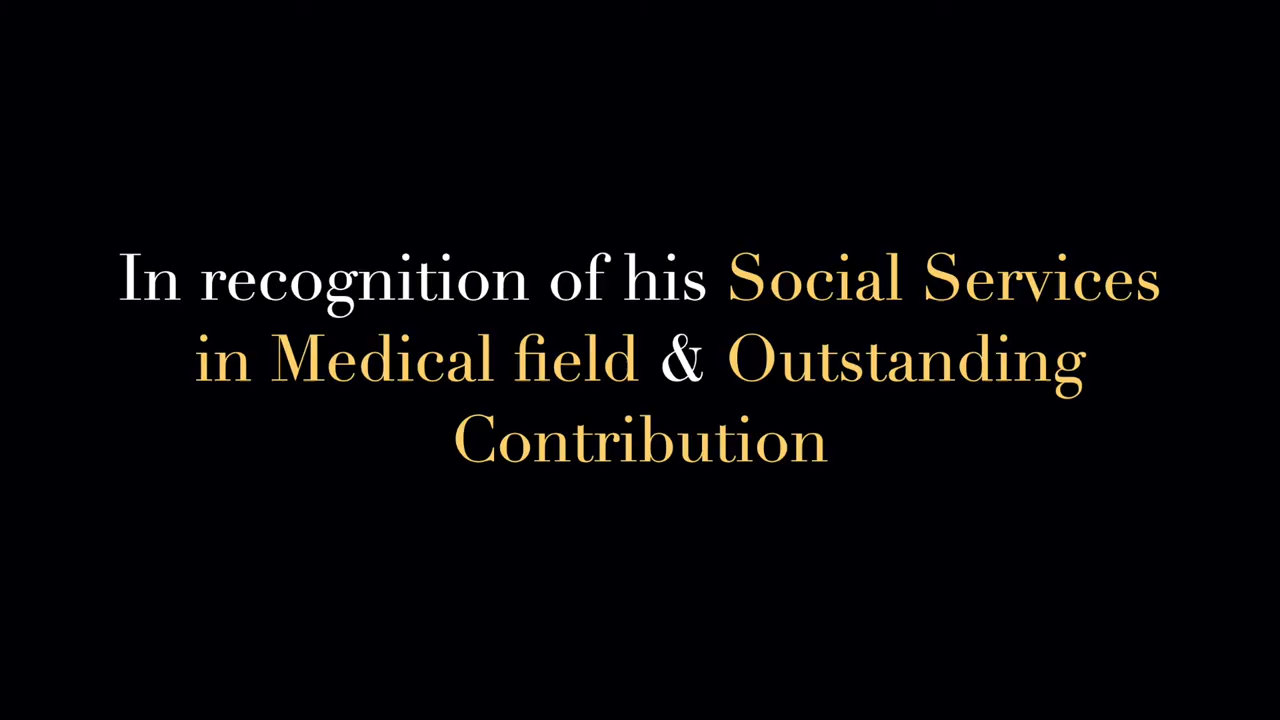 In recognition of his Social Services
in Medical field & Outstanding
Contribution